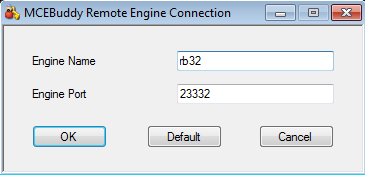 MCEBuddy Remote Engine Connection
Engine Name rb32
Engine Port 23332
OK Default Cancel